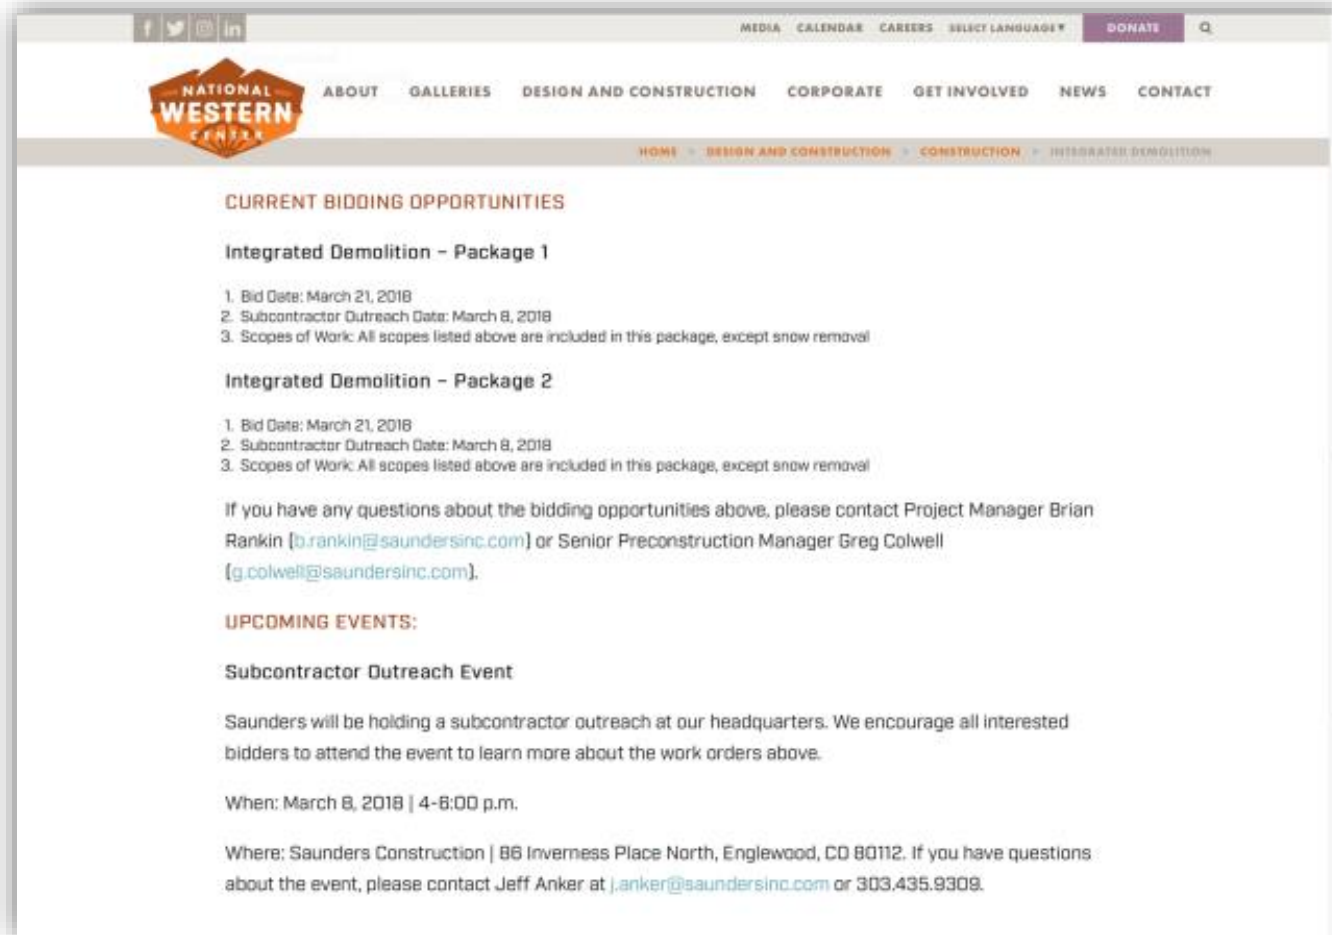 MEDIA CALENDAR CAREERS SELECT LANGUAGE▼ DONATE
NATIONAL
WESTERN
CENTER
ABOUT GALLERIES DESIGN AND CONSTRUCTION CORPORATE GET INVOLVED NEWS CONTACT
HOME > DESIGN AND CONSTRUCTION > CONSTRUCTION > INTEGRATED DEMOLITION
CURRENT BIDDING OPPORTUNITIES
Integrated Demolition – Package 1
1. Bid Date: March 21, 2018
2. Subcontractor Outreach Date: March 8, 2018
3. Scopes of Work: All scopes listed above are included in this package, except snow removal
Integrated Demolition – Package 2
1. Bid Date: March 21, 2018
2. Subcontractor Outreach Date: March 8, 2018
3. Scopes of Work: All scopes listed above are included in this package, except snow removal
If you have any questions about the bidding opportunities above, please contact Project Manager Brian
Rankin (b.rankin@saundersinc.com) or Senior Preconstruction Manager Greg Colwell
(g.colwell@saundersinc.com).
UPCOMING EVENTS:
Subcontractor Outreach Event
Saunders will be holding a subcontractor outreach at our headquarters. We encourage all interested
bidders to attend the event to learn more about the work orders above.
When: March 8, 2018 | 4-6:00 p.m.
Where: Saunders Construction | 86 Inverness Place North, Englewood, CO 80112. If you have questions
about the event, please contact Jeff Anker at j.anker@saundersinc.com or 303.435.9309.